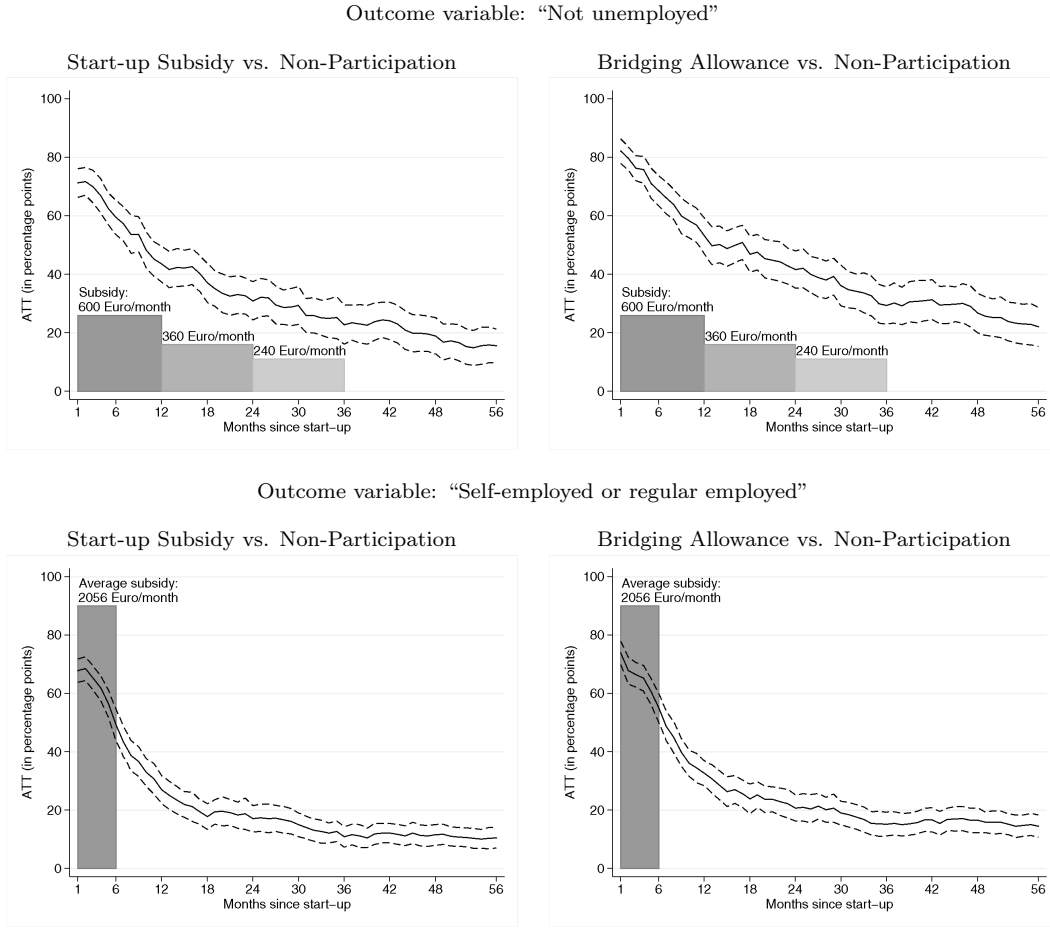 Outcome variable: “Not unemployed”
Start-up Subsidy vs. Non-Participation
ATT (in percentage points)
100
80
60
40
20
0
Subsidy:
600 Euro/month
360 Euro/month
240 Euro/month
1 6 12 18 24 30 36 42 48 56
Months since start−up
Bridging Allowance vs. Non-Participation
ATT (in percentage points)
100
80
60
40
20
0
Subsidy:
600 Euro/month
360 Euro/month
240 Euro/month
1 6 12 18 24 30 36 42 48 56
Months since start−up
Outcome variable: “Self-employed or regular employed”
Start-up Subsidy vs. Non-Participation
ATT (in percentage points)
100
80
60
40
20
0
Average subsidy:
2056 Euro/month
1 6 12 18 24 30 36 42 48 56
Months since start−up
Bridging Allowance vs. Non-Participation
ATT (in percentage points)
100
80
60
40
20
0
Average subsidy:
2056 Euro/month
1 6 12 18 24 30 36 42 48 56
Months since start−up